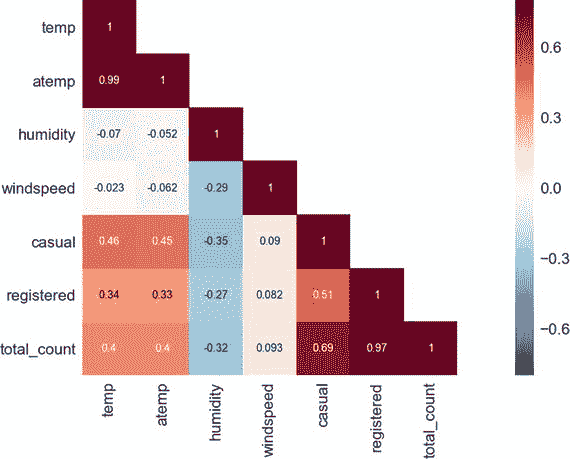 temp 1
atemp 0.99 1
humidity -0.07 -0.052 1
windspeed -0.023 -0.062 -0.29 1
casual 0.46 0.45 -0.35 0.09 1
registered 0.34 0.33 -0.27 0.082 0.51 1
total_count 0.4 0.4 -0.32 0.093 0.69 0.97 1
temp atemp humidity windspeed casual registered total_count
0.6
0.3
0.0
−0.3
−0.6